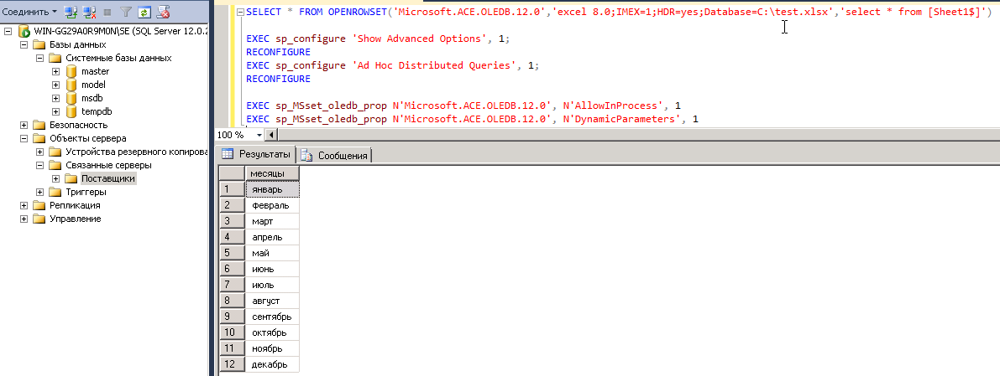 Соединить
WIN-GG29A0R9M0N\SE (SQL Server 12.0.2
Базы данных
Системные базы данных
master
model
msdb
tempdb
Безопасность
Объекты сервера
Устройства резервного копирова
Связанные серверы
Поставщики
Триггеры
Репликация
Управление
SELECT * FROM OPENROWSET('Microsoft.ACE.OLEDB.12.0','excel 8.0;IMEX=1;HDR=yes;Database=C:\test.xlsx','select * from [Sheet1$]')
EXEC sp_configure 'Show Advanced Options', 1;
RECONFIGURE
EXEC sp_configure 'Ad Hoc Distributed Queries', 1;
RECONFIGURE
EXEC sp_MSset_oledb_prop N'Microsoft.ACE.OLEDB.12.0', N'AllowInProcess', 1
EXEC sp_MSset_oledb_prop N'Microsoft.ACE.OLEDB.12.0', N'DynamicParameters', 1
100 %
Результаты Сообщения
месяцы
1 январь
2 февраль
3 март
4 апрель
5 май
6 июнь
7 июль
8 август
9 сентябрь
10 октябрь
11 ноябрь
12 декабрь